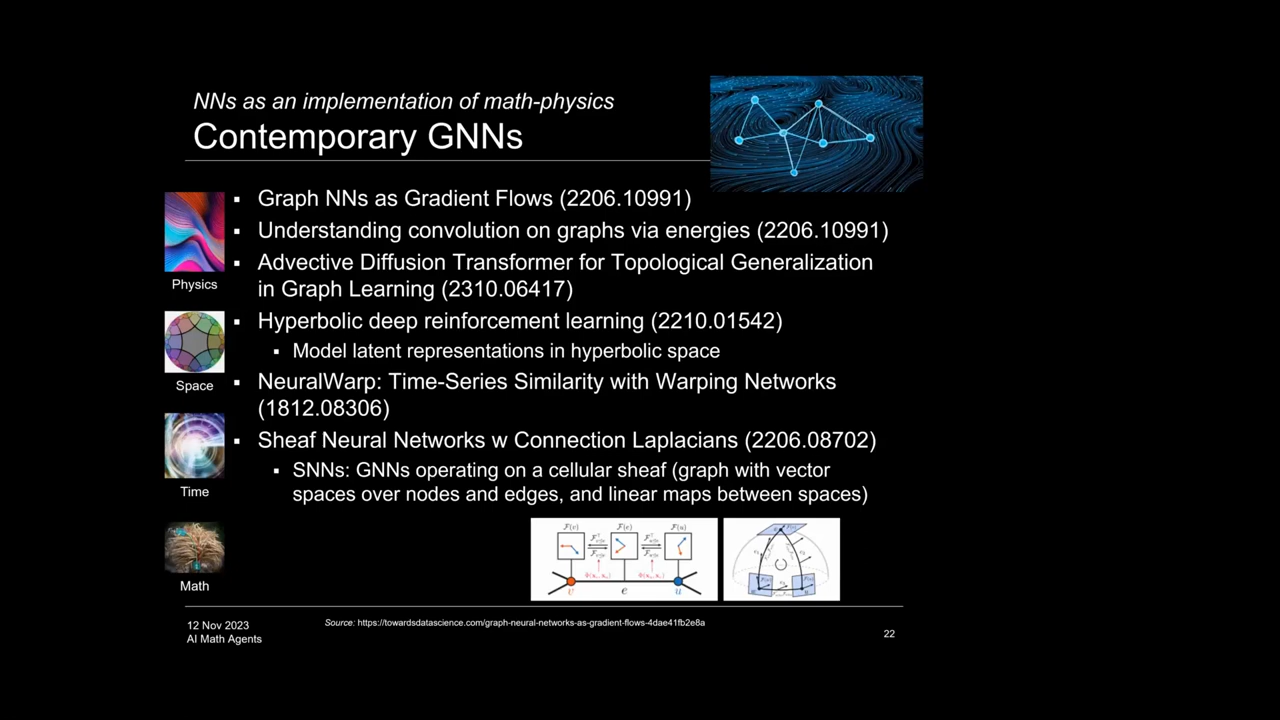 NNs as an implementation of math-physics
Contemporary GNNs
▪ Graph NNs as Gradient Flows (2206.10991)
▪ Understanding convolution on graphs via energies (2206.10991)
▪ Advective Diffusion Transformer for Topological Generalization
in Graph Learning (2310.06417)
Physics
▪ Hyperbolic deep reinforcement learning (2210.01542)
▪ Model latent representations in hyperbolic space
Space
▪ NeuralWarp: Time-Series Similarity with Warping Networks
(1812.08306)
▪ Sheaf Neural Networks w Connection Laplacians (2206.08702)
▪ SNNs: GNNs operating on a cellular sheaf (graph with vector
spaces over nodes and edges, and linear maps between spaces)
Time
F(v) F(e) F(u)
v e u
Math
12 Nov 2023
AI Math Agents
Source: https://towardsdatascience.com/graph-neural-networks-as-gradient-flows-4dae41fb2e8a
22